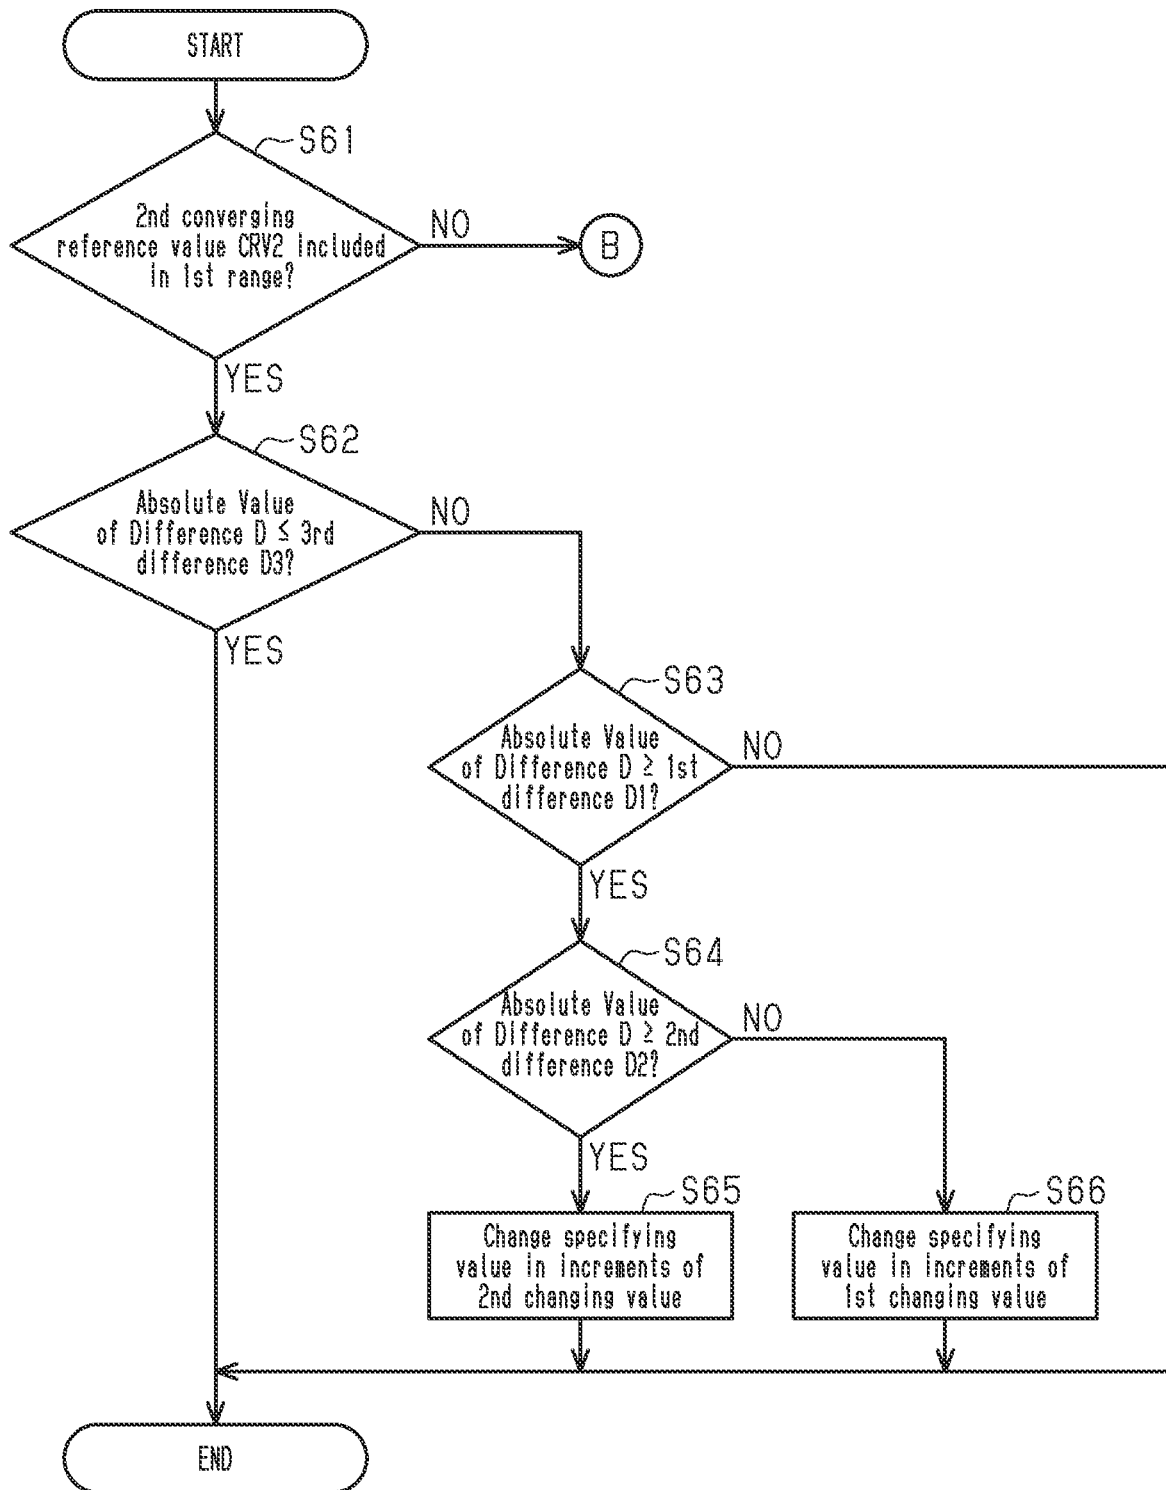 START
S61
2nd converging
reference value CRV2 included
in 1st range?
NO
B
YES
S62
Absolute Value
of Difference D ≤ 3rd
difference D3?
NO
YES
S63
Absolute Value
of Difference D ≥ 1st
difference D1?
NO
YES
S64
Absolute Value
of Difference D ≥ 2nd
difference D2?
NO
YES
S65
Change specifying
value in increments of
2nd changing value
S66
Change specifying
value in increments of
1st changing value
END